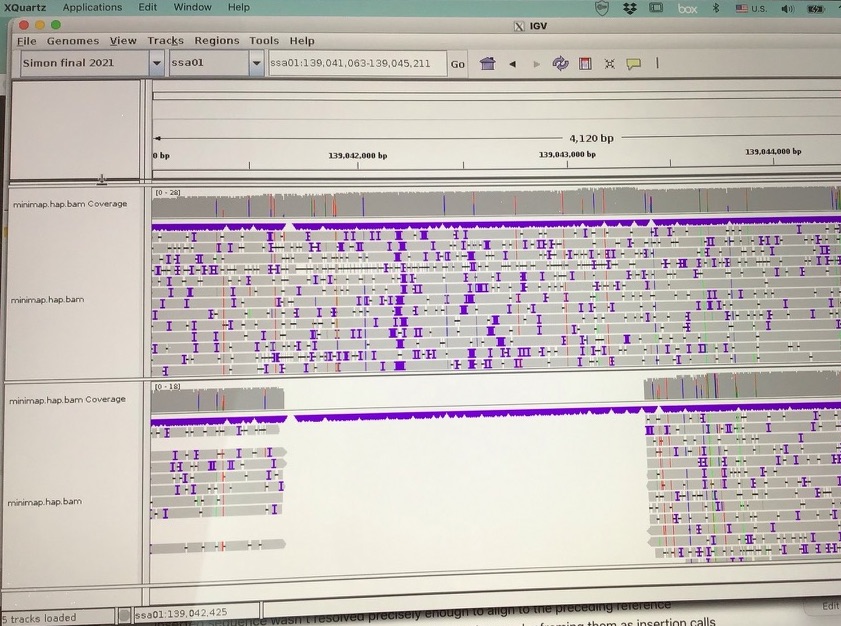 XQuartz Applications Edit Window Help box U.S.
IGV
File Genomes View Tracks Regions Tools Help
Simon final 2021 ssa01 ssa01:139,041,063-139,045,211 Go
4,120 bp
0 bp 139,042,000 bp 139,043,000 bp 139,044,000 bp
[0 - 28]
minimap.hap.bam Coverage
minimap.hap.bam
[0 - 18]
minimap.hap.bam Coverage
minimap.hap.bam
5 tracks loaded ssa01:139,042,425
wasn't resolved precisely enough to align to the preceding reference
Edit
them as insertion calls